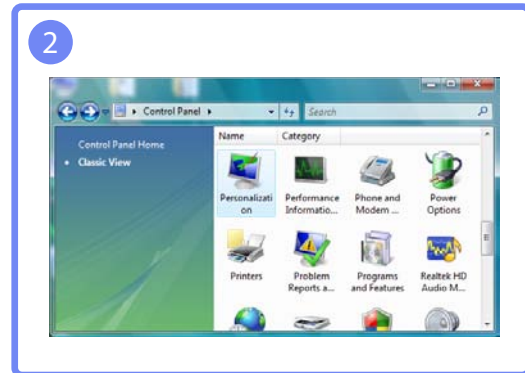 2
Control Panel
Search
Control Panel Home
Classic View
Name Category
Personalizati
on
Performance
Informatio...
Phone and
Modem ...
Power
Options
Printers
Problem
Reports a...
Programs
and Features
Realtek HD
Audio M...